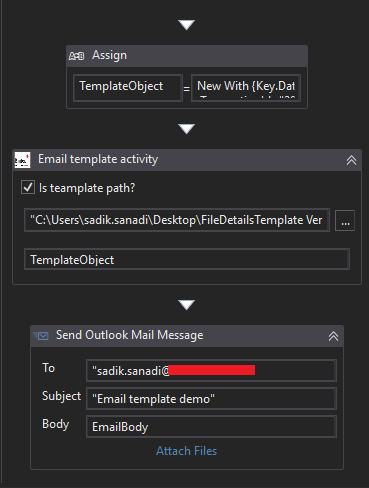 Assign
TemplateObject = New With {Key.Dat
Email template activity
Is teamplate path?
"C:\Users\sadik.sanadi\Desktop\FileDetailsTemplate Ver ...
TemplateObject
Send Outlook Mail Message
To "sadik.sanadi@
Subject "Email template demo"
Body EmailBody
Attach Files